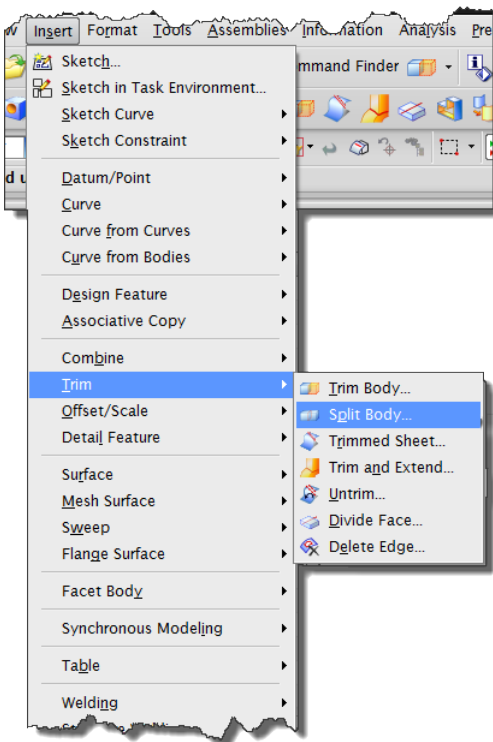 w Insert Format Tools Assemblies Information Analysis Pre
mmand Finder
d u
Sketch...
Sketch in Task Environment...
Sketch Curve
Sketch Constraint
Datum/Point
Curve
Curve from Curves
Curve from Bodies
Design Feature
Associative Copy
Combine
Trim
Offset/Scale
Detail Feature
Surface
Mesh Surface
Sweep
Flange Surface
Facet Body
Synchronous Modeling
Table
Welding
Trim Body...
Split Body...
Trimmed Sheet...
Trim and Extend...
Untrim...
Divide Face...
Delete Edge...